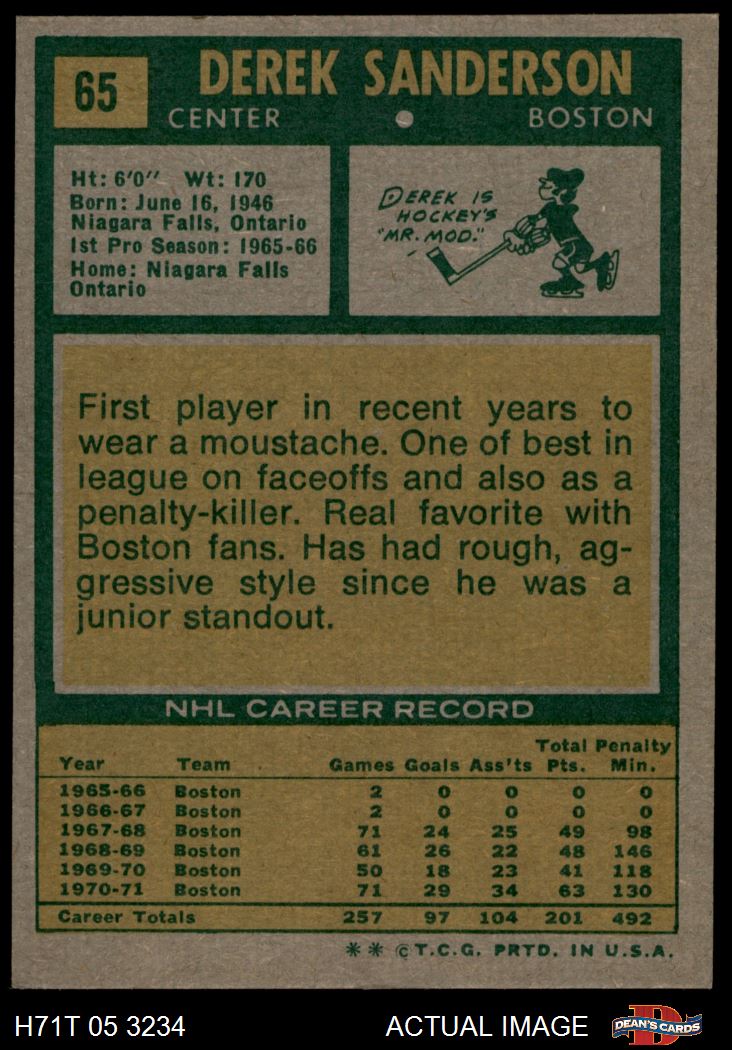 65
DEREK SANDERSON
CENTER
BOSTON
Ht: 6'0" Wt: 170
Born: June 16, 1946
Niagara Falls, Ontario
1st Pro Season: 1965-66
Home: Niagara Falls
Ontario
DEREK IS
HOCKEY'S
"MR. MOD."
First player in recent years to
wear a moustache. One of best in
league on faceoffs and also as a
penalty-killer. Real favorite with
Boston fans. Has had rough, ag-
gressive style since he was a
junior standout.
NHL CAREER RECORD
Total Penalty
Year Team Games Goals Ass'ts Pts. Min.
1965-66 Boston 2 0 0 0 0
1966-67 Boston 2 0 0 0 0
1967-68 Boston 71 24 25 49 98
1968-69 Boston 61 26 22 48 146
1969-70 Boston 50 18 23 41 118
1970-71 Boston 71 29 34 63 130
Career Totals 257 97 104 201 492
** © T.C.G. PRTD. IN U.S.A.
H71T 05 3234
ACTUAL IMAGE
D
DEAN'S CARDS